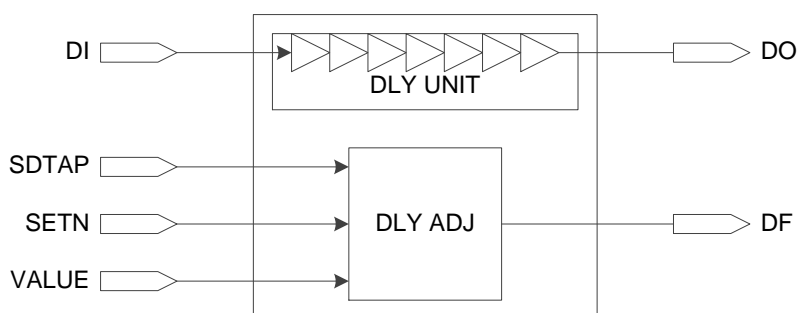 DI
DO
DLY UNIT
SDTAP
SETN
DLY ADJ
DF
VALUE